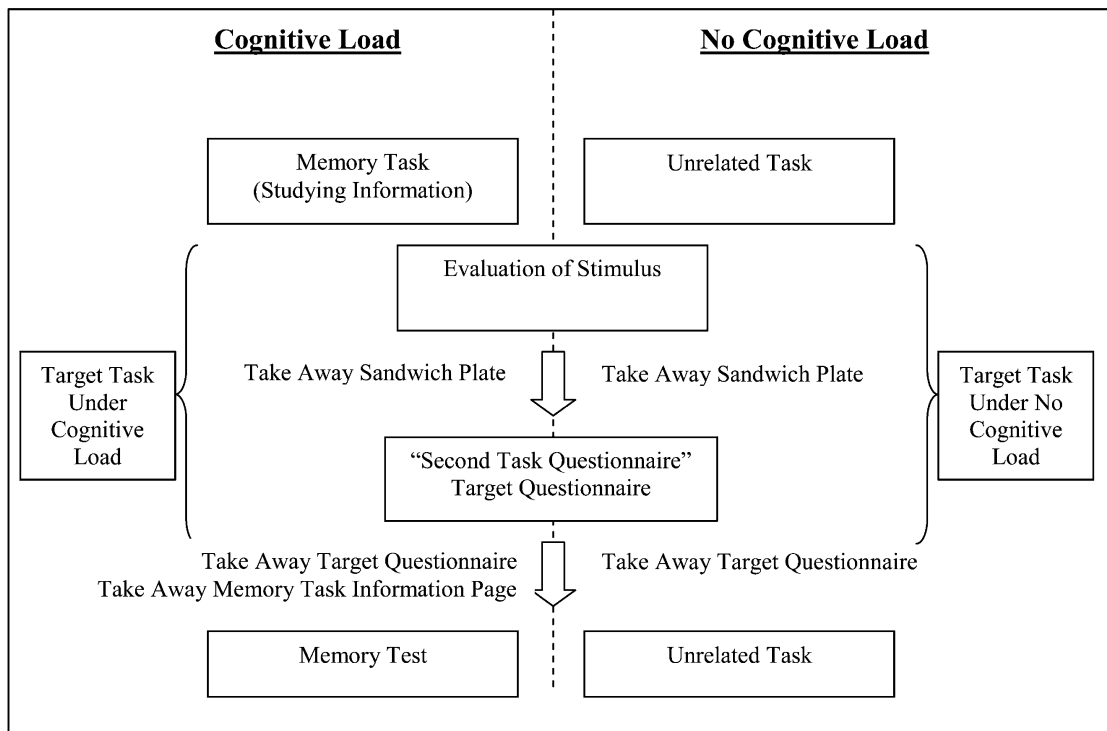 Cognitive Load
No Cognitive Load
Memory Task
(Studying Information)
Unrelated Task
Evaluation of Stimulus
Take Away Sandwich Plate
Take Away Sandwich Plate
Target Task
Under
Cognitive
Load
Target Task
Under No
Cognitive
Load
“Second Task Questionnaire”
Target Questionnaire
Take Away Target Questionnaire
Take Away Memory Task Information Page
Take Away Target Questionnaire
Memory Test
Unrelated Task